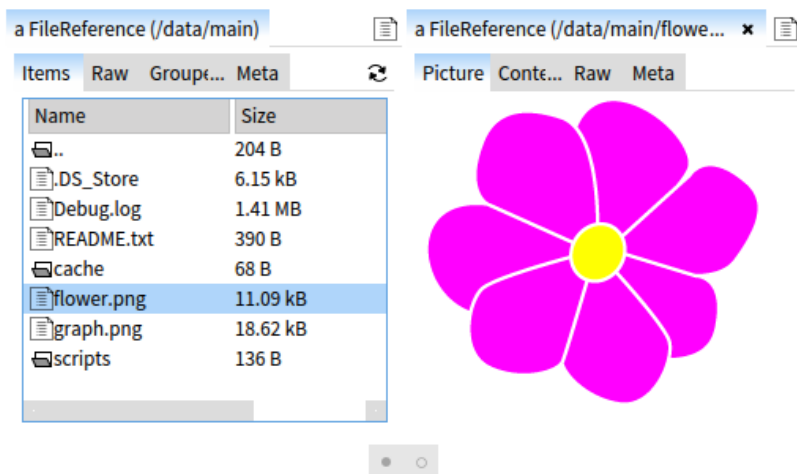 a FileReference (/data/main)
a FileReference (/data/main/flowe...
Items Raw Groupe... Meta
Picture Conte... Raw Meta
Name Size
.. 204 B
.DS_Store 6.15 kB
Debug.log 1.41 MB
README.txt 390 B
cache 68 B
flower.png 11.09 kB
graph.png 18.62 kB
scripts 136 B